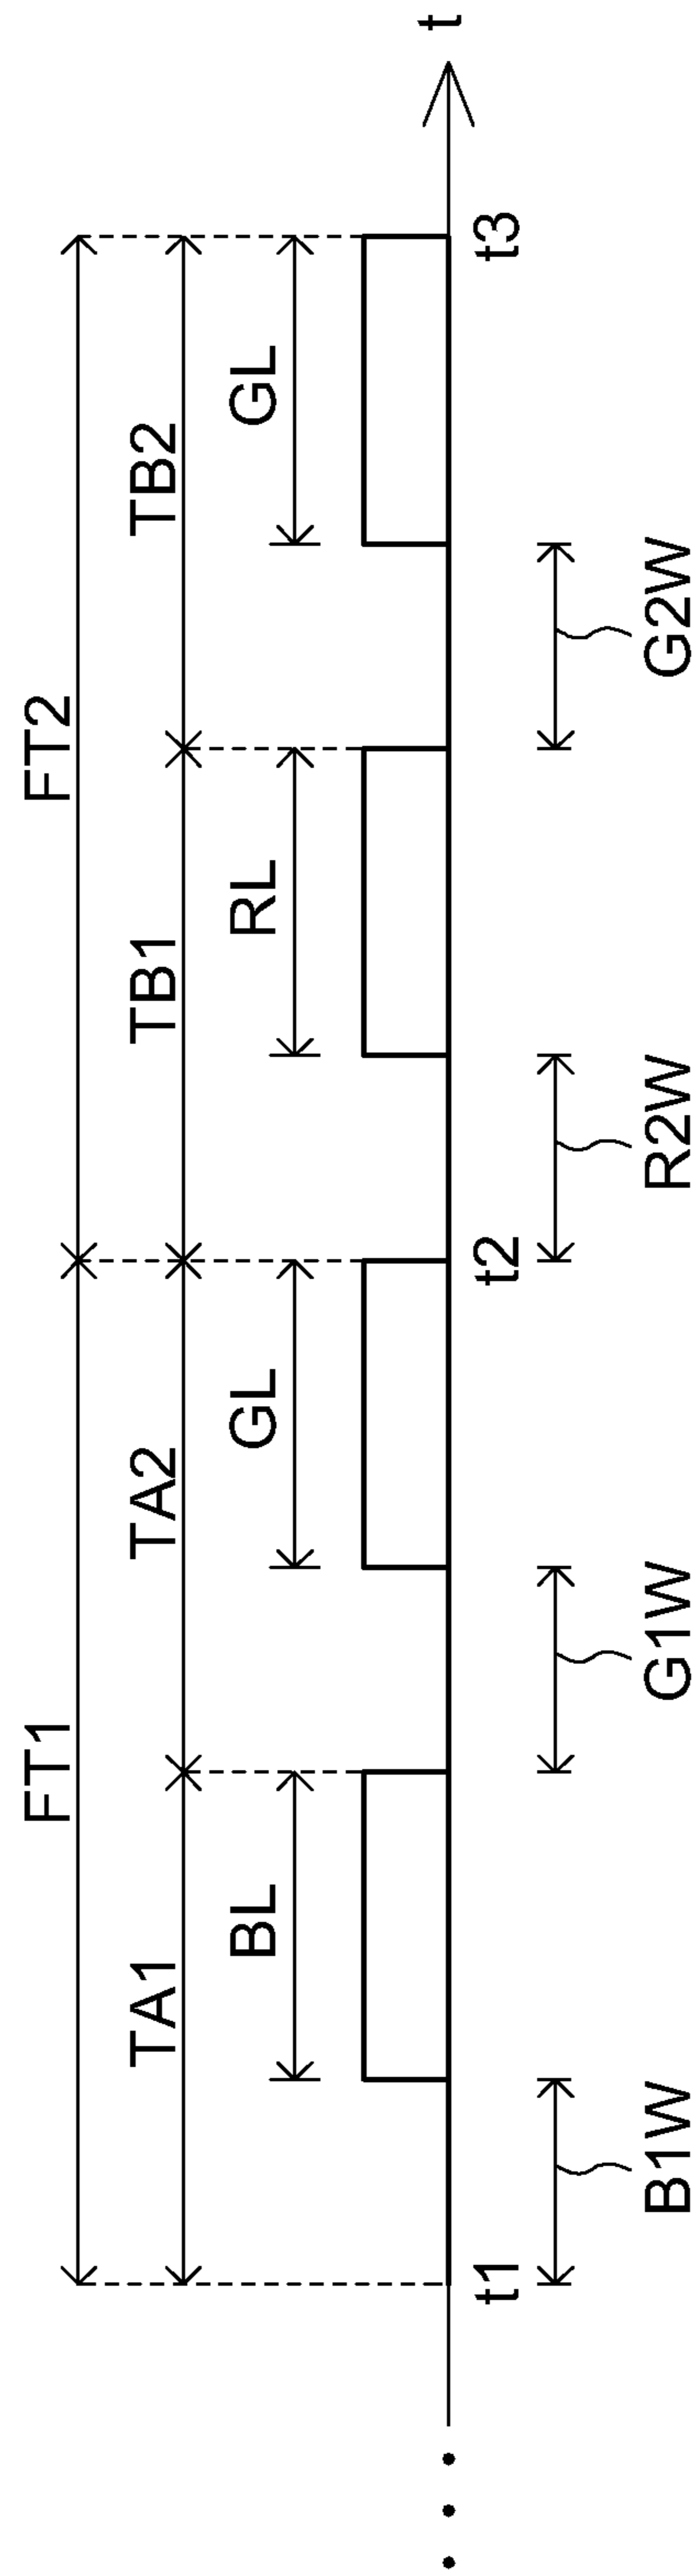 FT1 FT2
TA1 TA2 TB1 TB2
BL GL RL GL
t1 t2 t3 t
B1W G1W R2W G2W